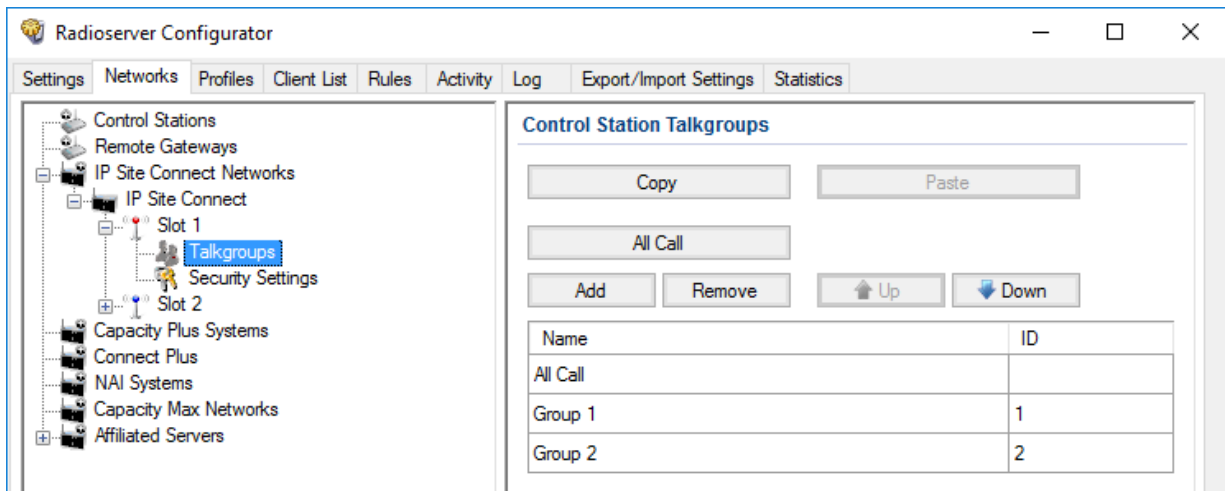 Radioserver Configurator
Settings Networks Profiles Client List Rules Activity Log Export/Import Settings Statistics
Control Stations
Remote Gateways
IP Site Connect Networks
IP Site Connect
Slot 1
Talkgroups
Security Settings
Slot 2
Capacity Plus Systems
Connect Plus
NAI Systems
Capacity Max Networks
Affiliated Servers
Control Station Talkgroups
Copy Paste
All Call
Add Remove Up Down
Name ID
All Call
Group 1 1
Group 2 2